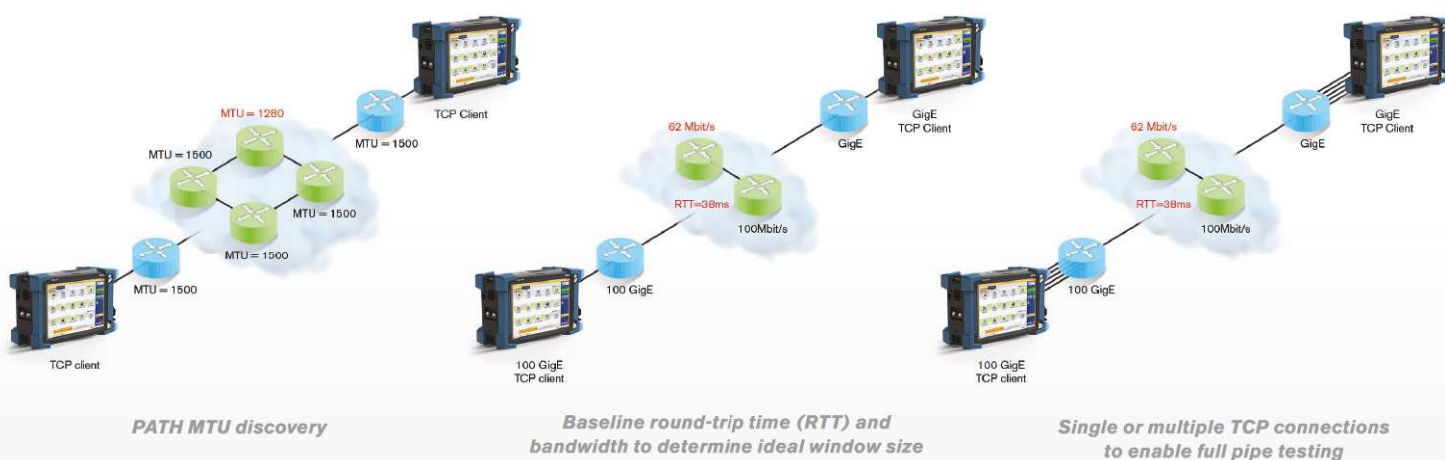 TCP Client
MTU = 1500
MTU = 1280
MTU = 1500
MTU = 1500
MTU = 1500
MTU = 1500
TCP client
PATH MTU discovery
GigE
TCP Client
GigE
62 Mbit/s
RTT=38ms
100Mbit/s
100 GigE
100 GigE
TCP client
Baseline round-trip time (RTT) and
bandwidth to determine ideal window size
GigE
TCP Client
GigE
62 Mbit/s
RTT=38ms
100Mbit/s
100 GigE
100 GigE
TCP client
Single or multiple TCP connections
to enable full pipe testing